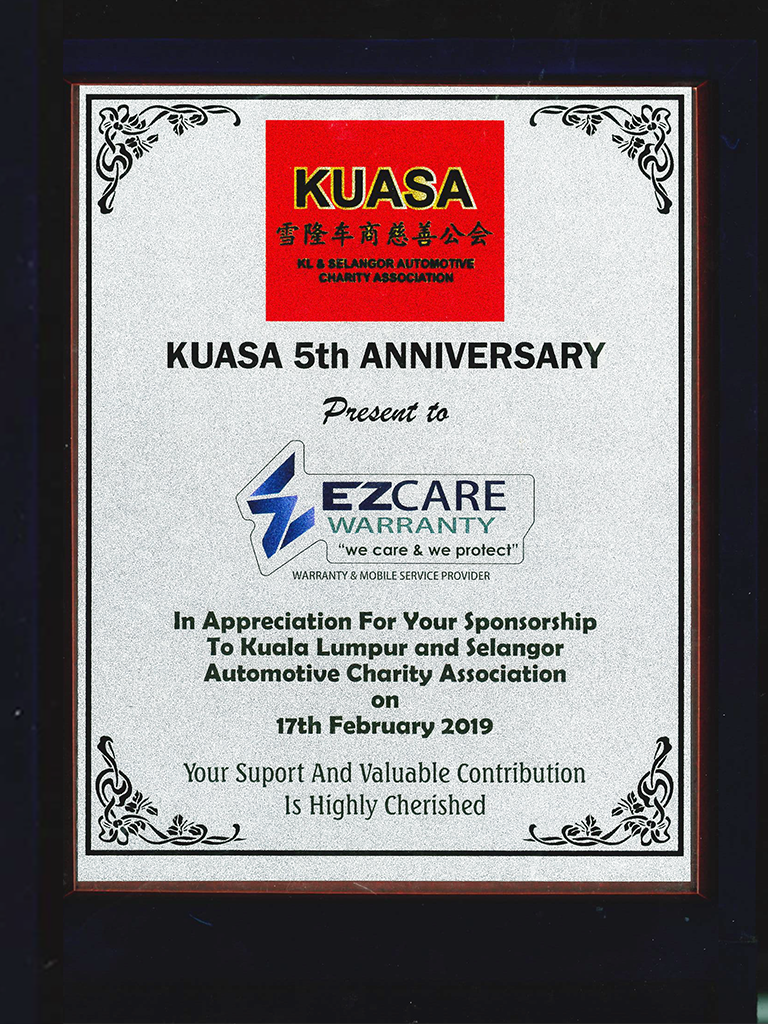 KUASA
雪隆车商慈善公会
KL & SELANGOR AUTOMOTIVE
CHARITY ASSOCIATION
KUASA 5th ANNIVERSARY
Present to
EZCARE
WARRANTY
“we care & we protect”
WARRANTY & MOBILE SERVICE PROVIDER
In Appreciation For Your Sponsorship
To Kuala Lumpur and Selangor
Automotive Charity Association
on
17th February 2019
Your Suport And Valuable Contribution
Is Highly Cherished